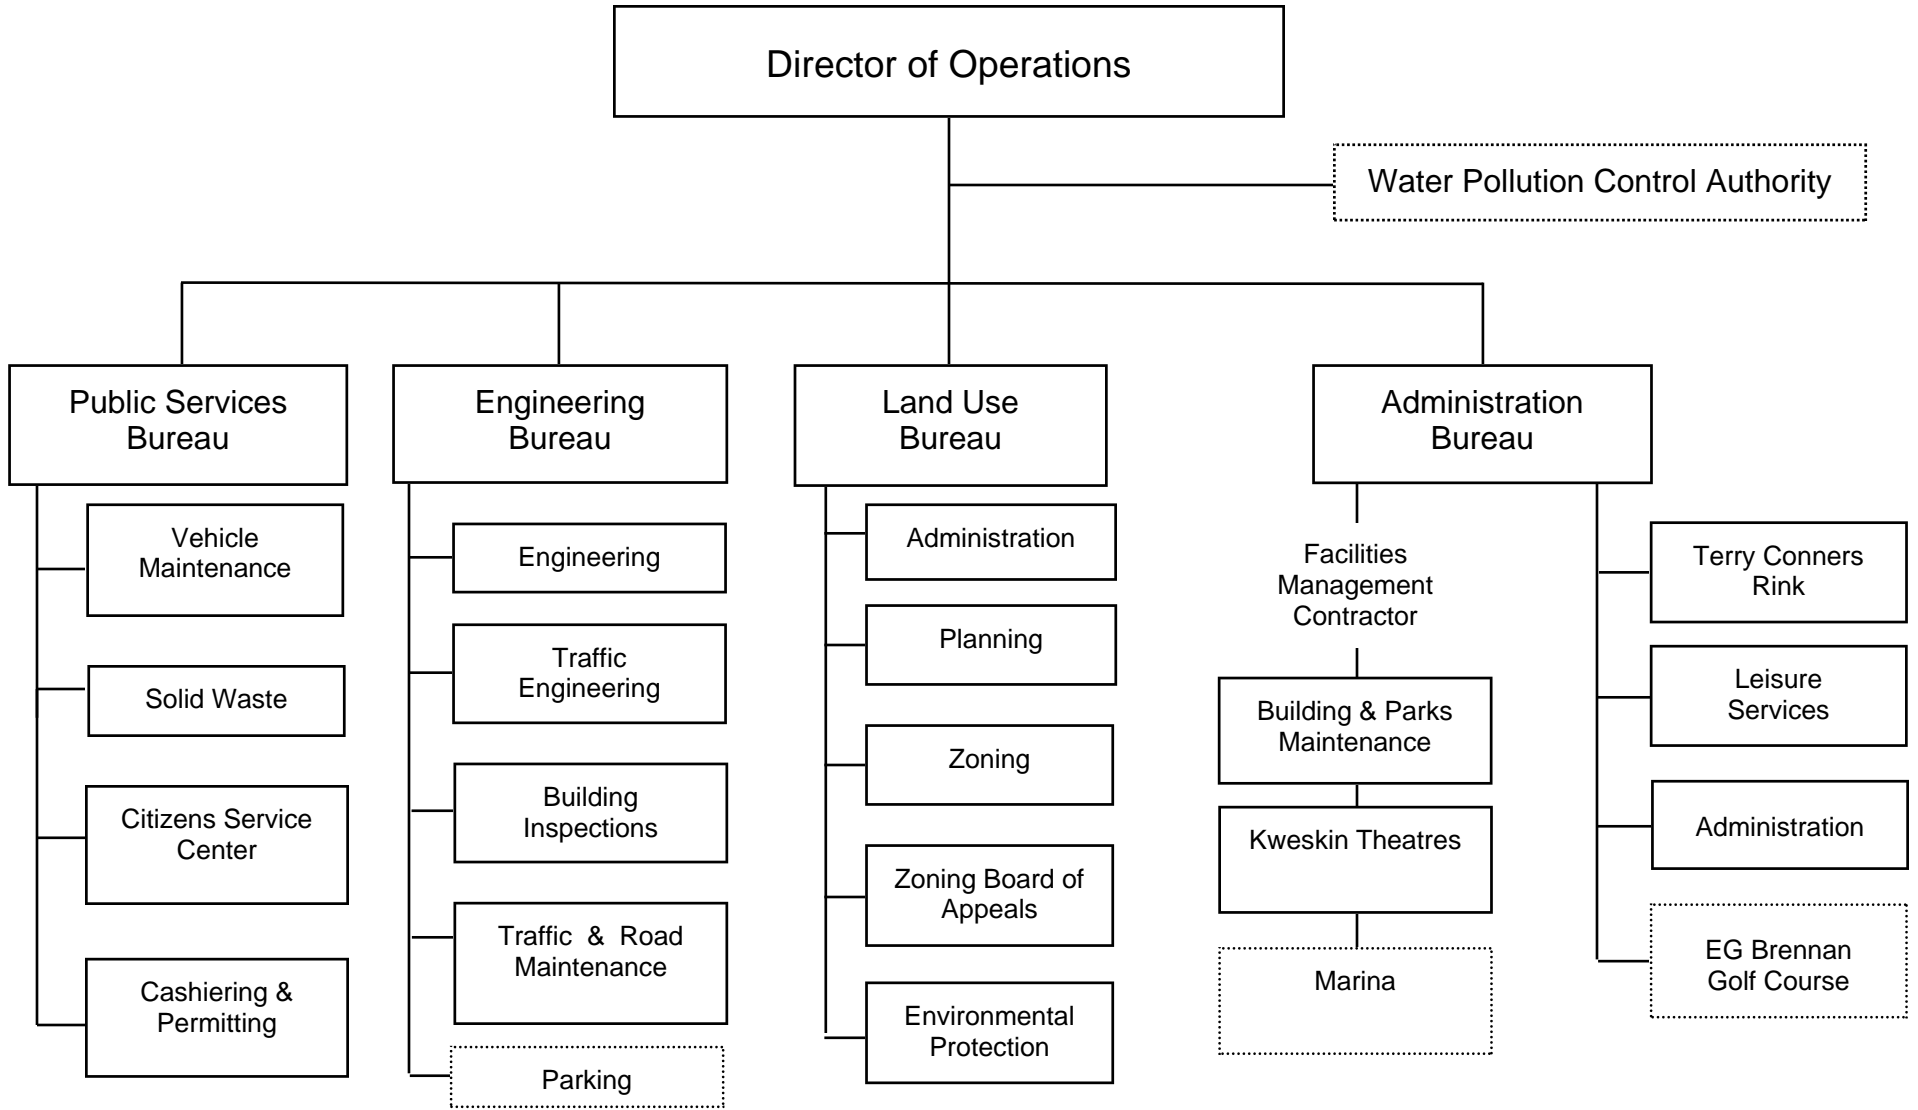 Director of Operations
Water Pollution Control Authority
Public Services
Bureau
Vehicle
Maintenance
Solid Waste
Citizens Service
Center
Cashiering &
Permitting
Engineering
Bureau
Engineering
Traffic
Engineering
Building
Inspections
Traffic & Road
Maintenance
Parking
Land Use
Bureau
Administration
Planning
Zoning
Zoning Board of
Appeals
Environmental
Protection
Administration
Bureau
Facilities
Management
Contractor
Building & Parks
Maintenance
Kweskin Theatres
Marina
Terry Conners
Rink
Leisure
Services
Administration
EG Brennan
Golf Course